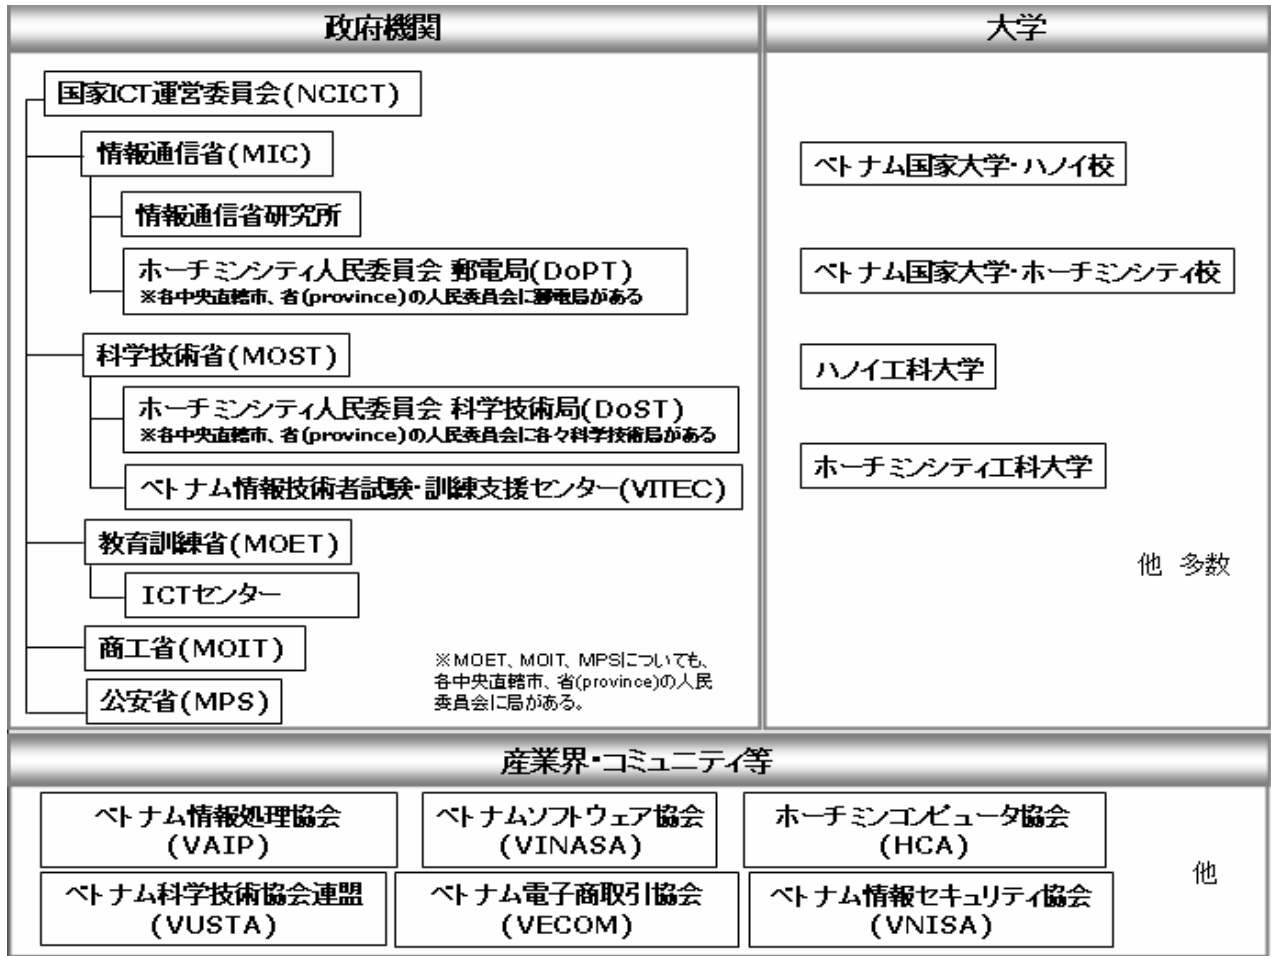 政府機関
国家ICT運営委員会(NCICT)
情報通信省(MIC)
情報通信省研究所
ホーチミンシティ人民委員会 郵電局(DoPT)
※各中央直轄市、省(province)の人民委員会に郵電局がある
科学技術省(MOST)
ホーチミンシティ人民委員会 科学技術局(DoST)
※各中央直轄市、省(province)の人民委員会に各々科学技術局がある
ベトナム情報技術者試験・訓練支援センター(VITEC)
教育訓練省(MOET)
ICTセンター
商工省(MOIT)
公安省(MPS)
※MOET、MOIT、MPSについても、
各中央直轄市、省(province)の人民
委員会に局がある。
大学
ベトナム国家大学・ハノイ校
ベトナム国家大学・ホーチミンシティ校
ハノイ工科大学
ホーチミンシティ工科大学
他 多数
産業界・コミュニティ等
ベトナム情報処理協会
(VAIP)
ベトナムソフトウェア協会
(VINASA)
ホーチミンコンピュータ協会
(HCA)
ベトナム科学技術協会連盟
(VUSTA)
ベトナム電子商取引協会
(VECOM)
ベトナム情報セキュリティ協会
(VNISA)
他